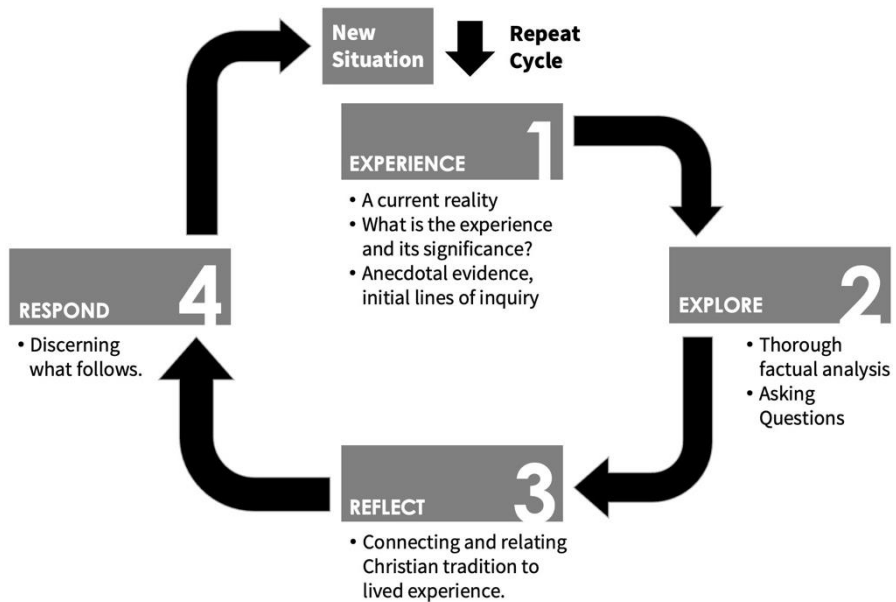 New
Situation
Repeat
Cycle
1
EXPERIENCE
• A current reality
• What is the experience
and its significance?
• Anecdotal evidence,
initial lines of inquiry
2
EXPLORE
• Thorough
factual analysis
• Asking
Questions
3
REFLECT
• Connecting and relating
Christian tradition to
lived experience.
4
RESPOND
• Discerning
what follows.